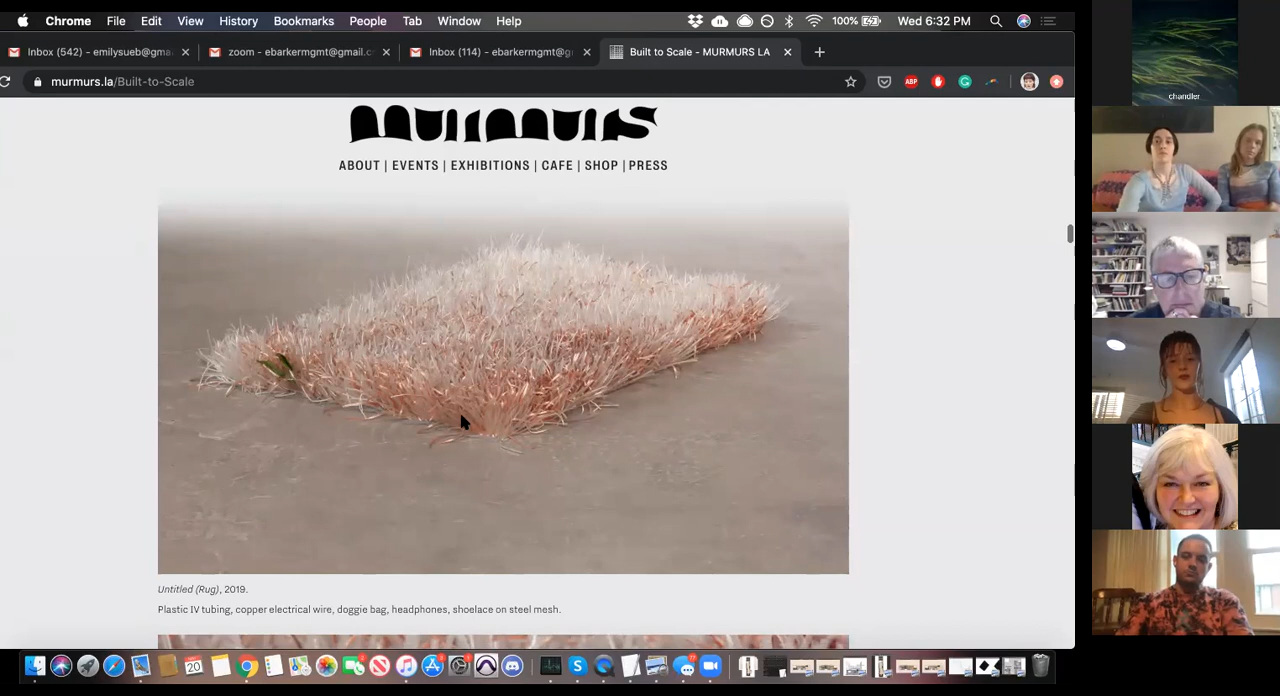 Chrome File Edit View History Bookmarks People Tab Window Help 100% Wed 6:32 PM
Inbox (542) - emilysueb@gma
zoom - ebarkermgmt@gmail.c
Inbox (114) - ebarkermgmt@g
Built to Scale - MURMURS LA
murmurs.la/Built-to-Scale
ABP
murmurs
ABOUT | EVENTS | EXHIBITIONS | CAFE | SHOP | PRESS
Untitled (Rug), 2019.
Plastic IV tubing, copper electrical wire, doggie bag, headphones, shoelace on steel mesh.
chandler
20